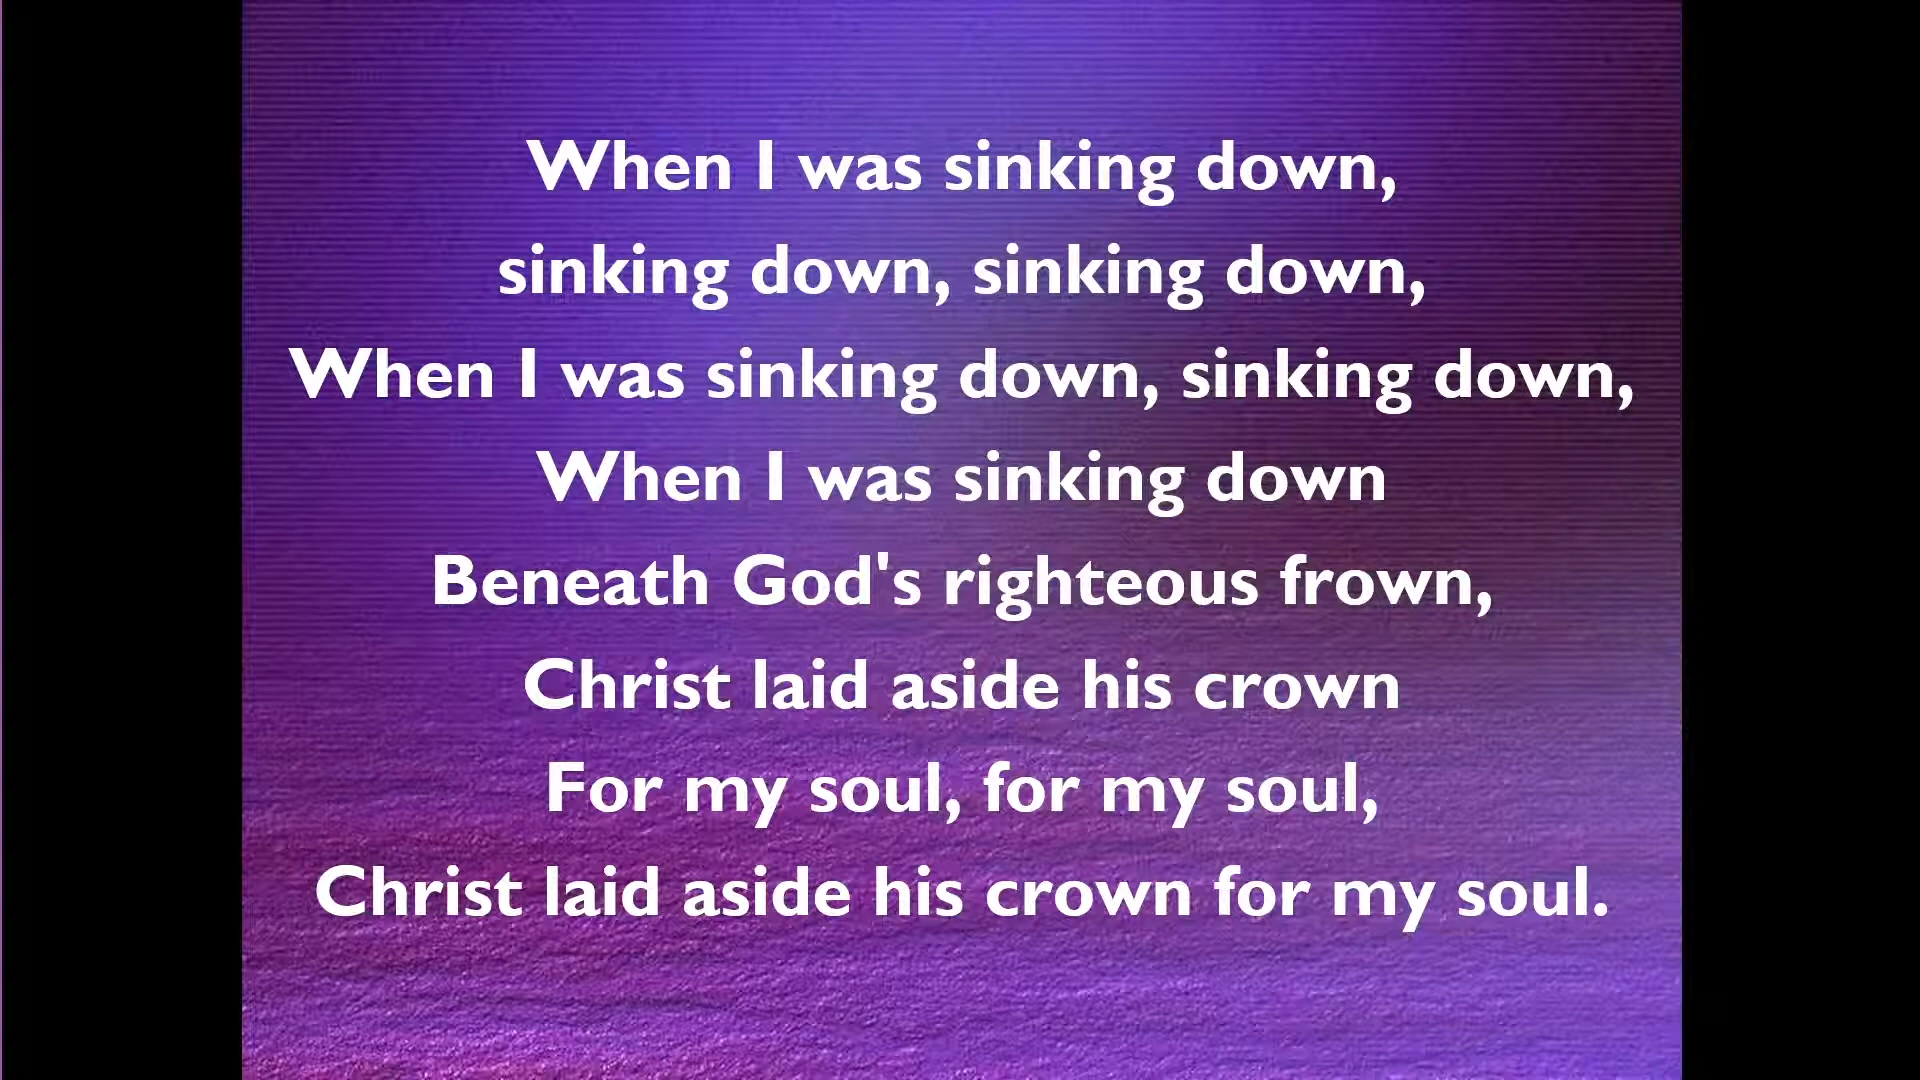 When I was sinking down,
sinking down, sinking down,
When I was sinking down, sinking down,
When I was sinking down
Beneath God's righteous frown,
Christ laid aside his crown
For my soul, for my soul,
Christ laid aside his crown for my soul.